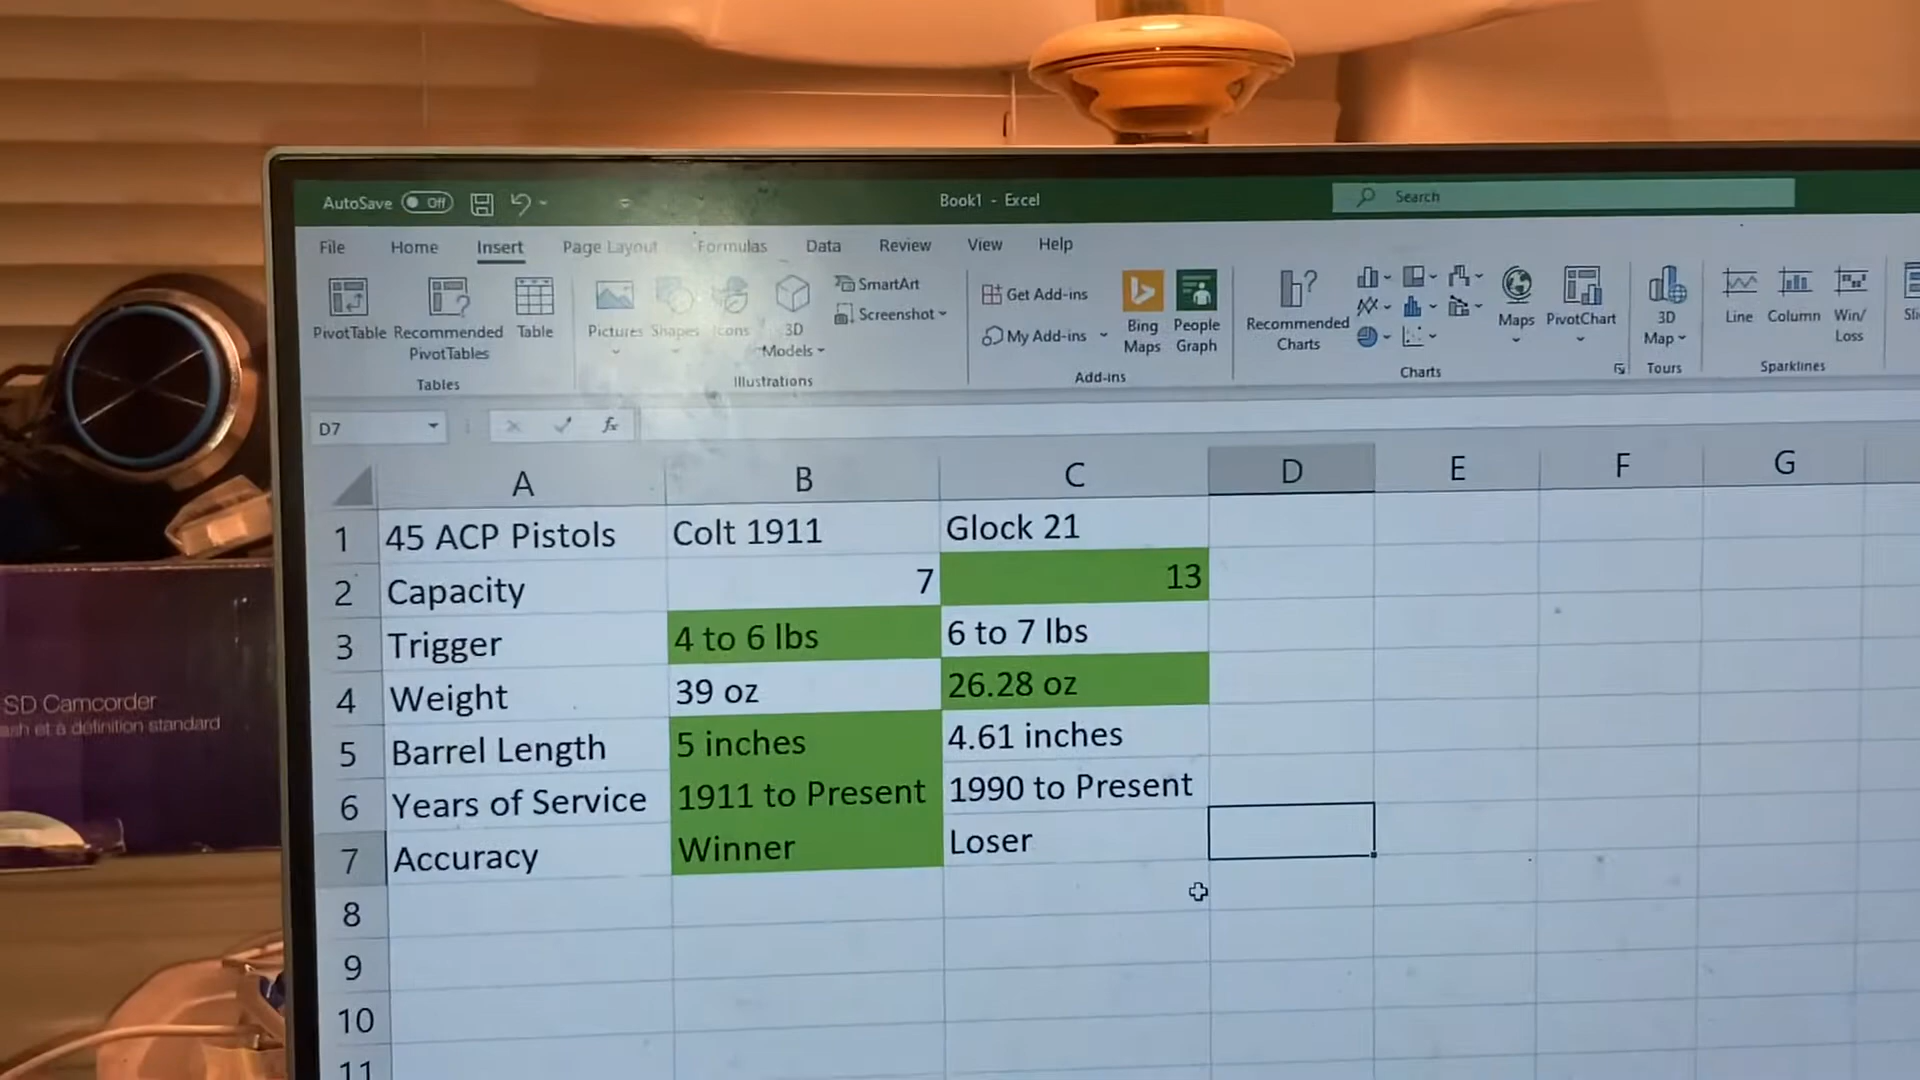 AutoSave Off Book1 - Excel Search
File Home Insert Page Layout Formulas Data Review View Help
PivotTable Recommended PivotTables Table Pictures Shapes Icons 3D Models SmartArt Screenshot Get Add-ins My Add-ins Bing Maps People Graph Recommended Charts Maps PivotChart 3D Map Line Column Win/Loss
Tables Illustrations Add-ins Charts Tours Sparklines
D7 fx
A B C D E F G
1 45 ACP Pistols Colt 1911 Glock 21
2 Capacity 7 13
3 Trigger 4 to 6 lbs 6 to 7 lbs
4 Weight 39 oz 26.28 oz
5 Barrel Length 5 inches 4.61 inches
6 Years of Service 1911 to Present 1990 to Present
7 Accuracy Winner Loser
8
9
10
11
SD Camcorder
et à définition standard